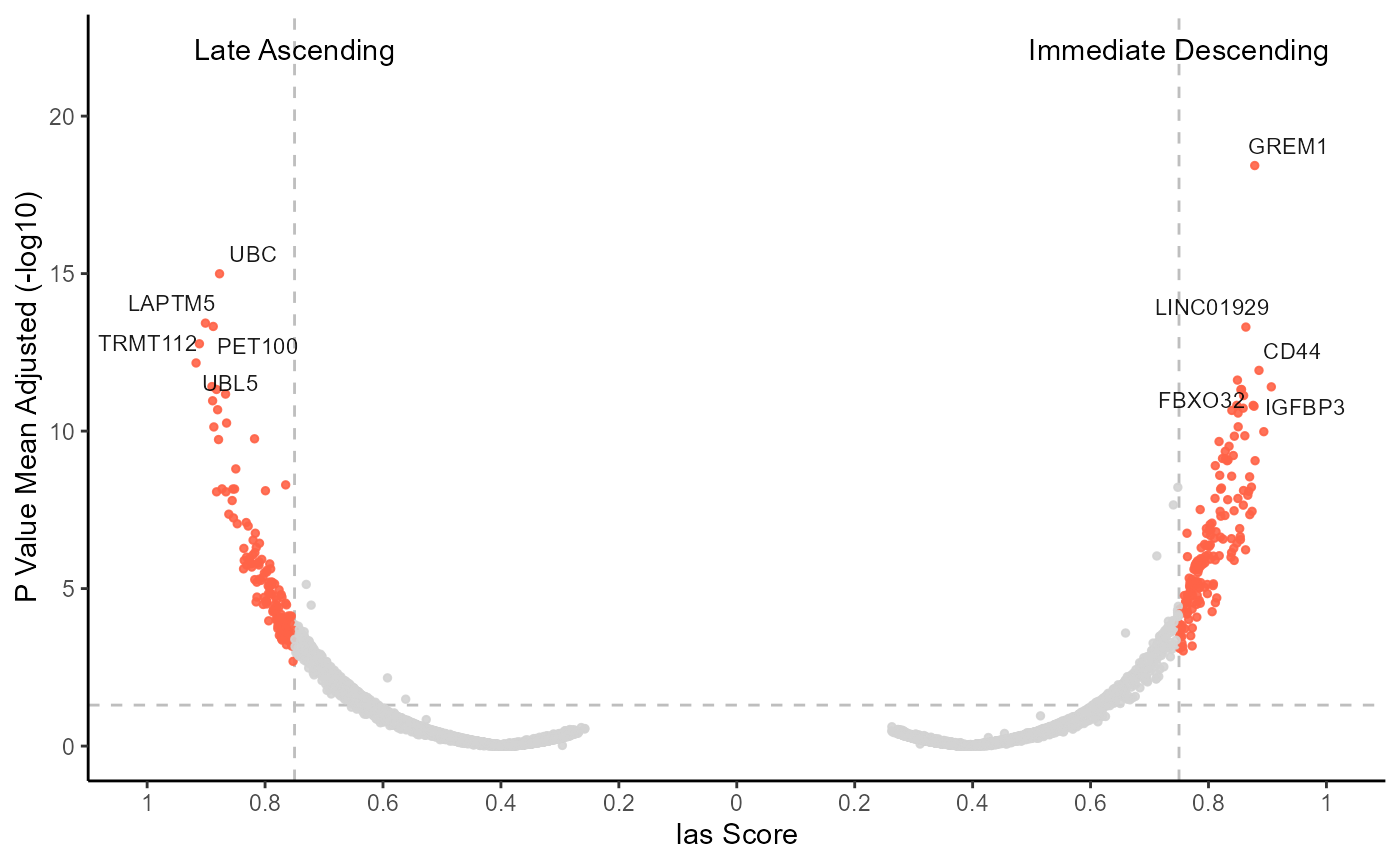 Late Ascending
Immediate Descending
20
GREM1
UBC
15
LAPTM5
LINC01929
TRMT112
PET100
CD44
UBL5
FBXO32
IGFBP3
10
5
0
P Value Mean Adjusted (-log10)
1
0.8
0.6
0.4
0.2
0
0.2
0.4
0.6
0.8
1
Ias Score